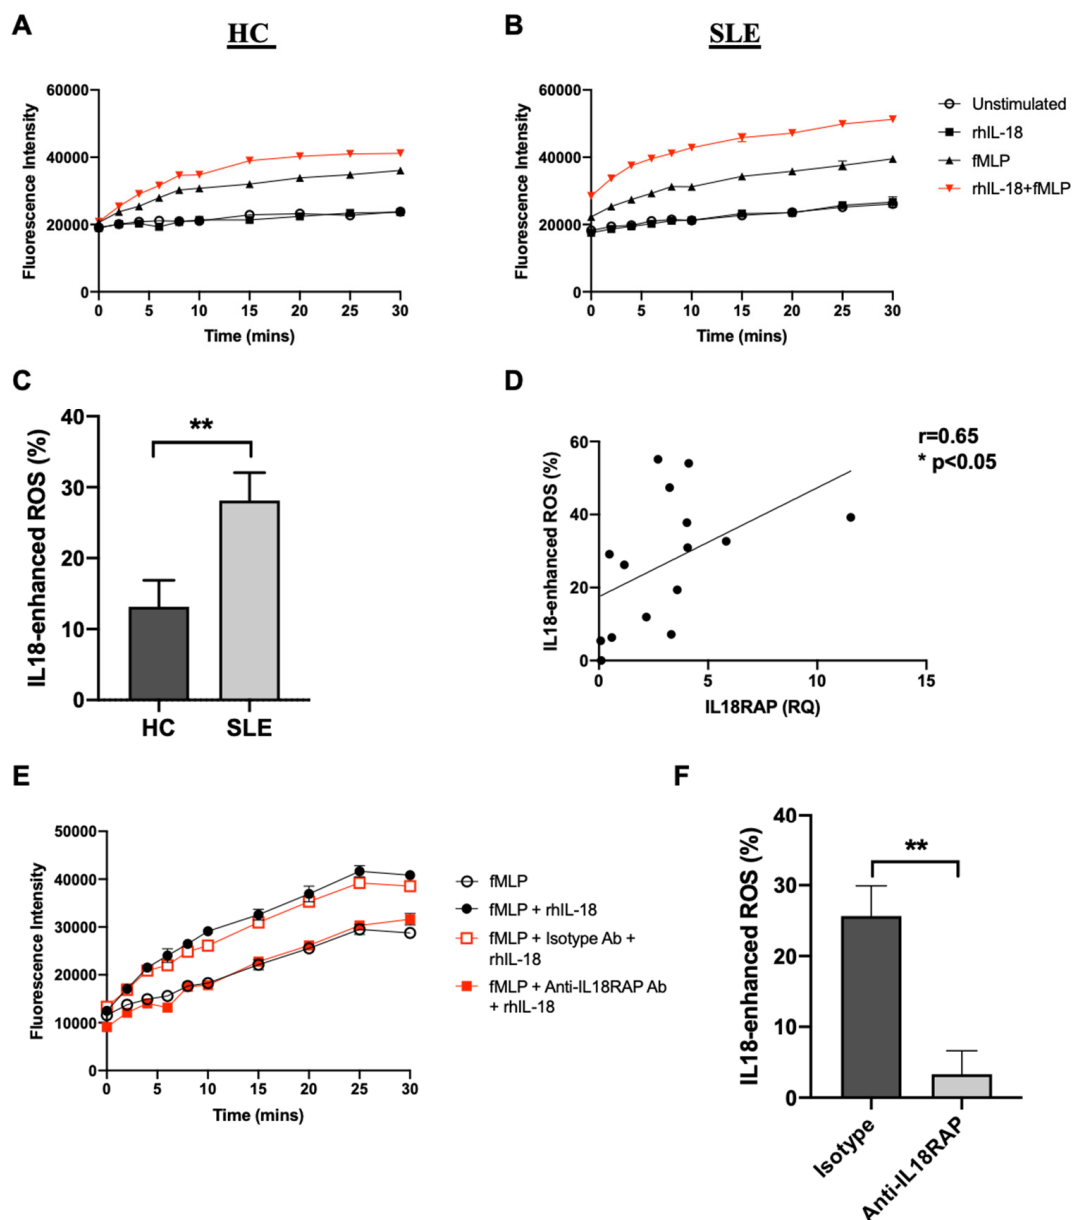 A
HC
60000
40000
20000
0
Fluorescence Intensity
0 5 10 15 20 25 30
Time (mins)
B
SLE
60000
40000
20000
0
Fluorescence Intensity
0 5 10 15 20 25 30
Time (mins)
Unstimulated
rhIL-18
fMLP
rhIL-18+fMLP
C
40
30
20
10
0
IL18-enhanced ROS (%)
**
HC SLE
D
60
40
20
0
IL18-enhanced ROS (%)
0 5 10 15
IL18RAP (RQ)
r=0.65
* p<0.05
E
50000
40000
30000
20000
10000
0
Fluorescence Intensity
0 5 10 15 20 25 30
Time (mins)
fMLP
fMLP + rhIL-18
fMLP + Isotype Ab +
rhIL-18
fMLP + Anti-IL18RAP Ab
+ rhIL-18
F
40
30
20
10
0
IL18-enhanced ROS (%)
**
Isotype
Anti-IL18RAP